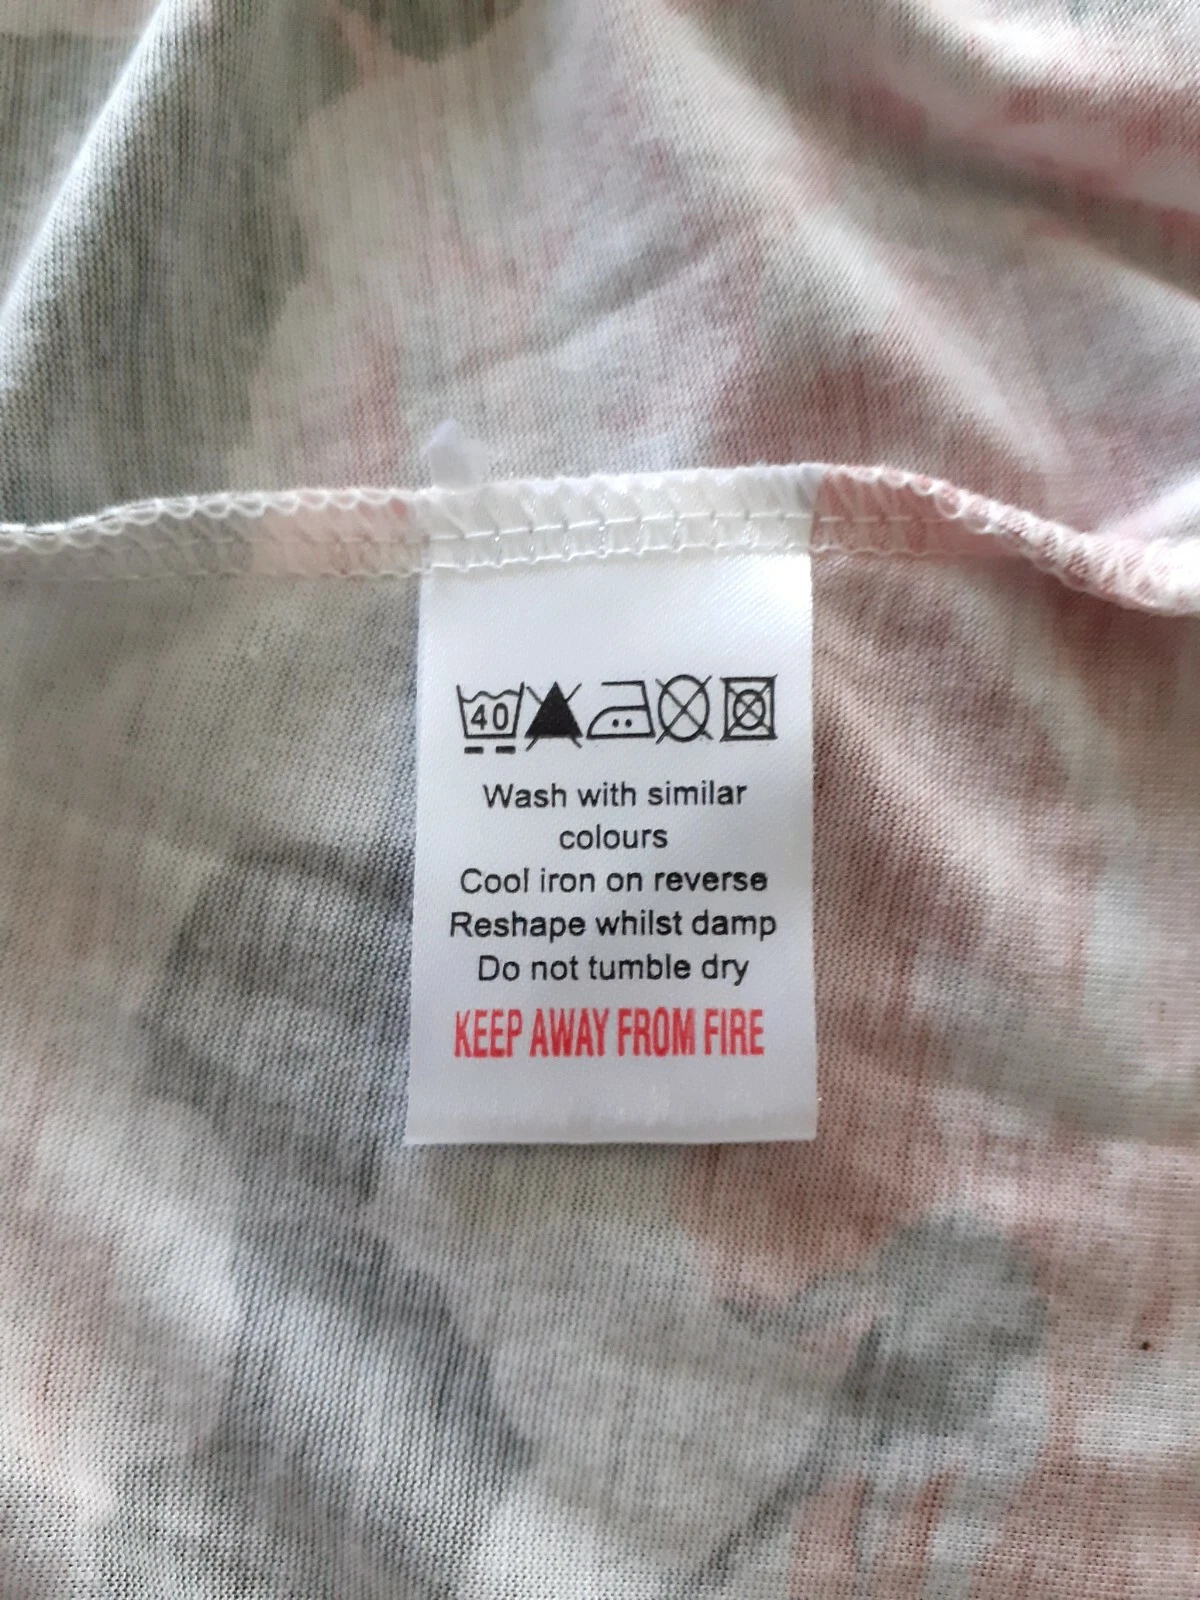 40
Wash with similar
colours
Cool iron on reverse
Reshape whilst damp
Do not tumble dry
KEEP AWAY FROM FIRE